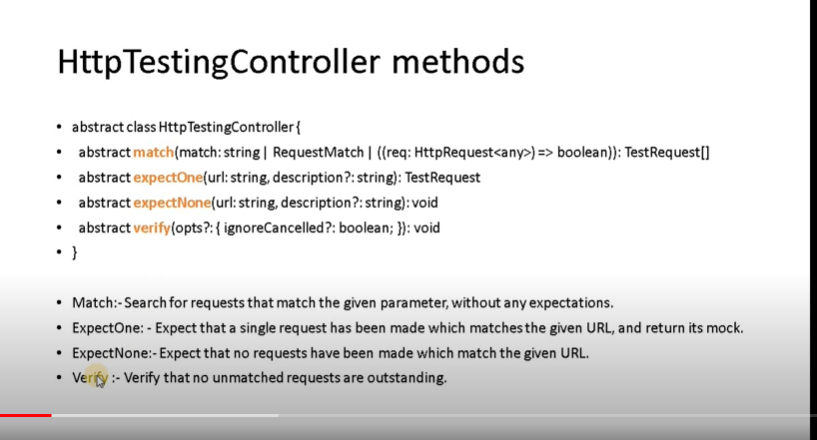 HttpTestingController methods
• abstract class HttpTestingController {
• abstract match(match: string | RequestMatch | ((req: HttpRequest<any>) => boolean)): TestRequest[]
• abstract expectOne(url: string, description?: string): TestRequest
• abstract expectNone(url: string, description?: string): void
• abstract verify(opts?: { ignoreCancelled?: boolean; }): void
• }
• Match:- Search for requests that match the given parameter, without any expectations.
• ExpectOne: - Expect that a single request has been made which matches the given URL, and return its mock.
• ExpectNone:- Expect that no requests have been made which match the given URL.
• Verify :- Verify that no unmatched requests are outstanding.